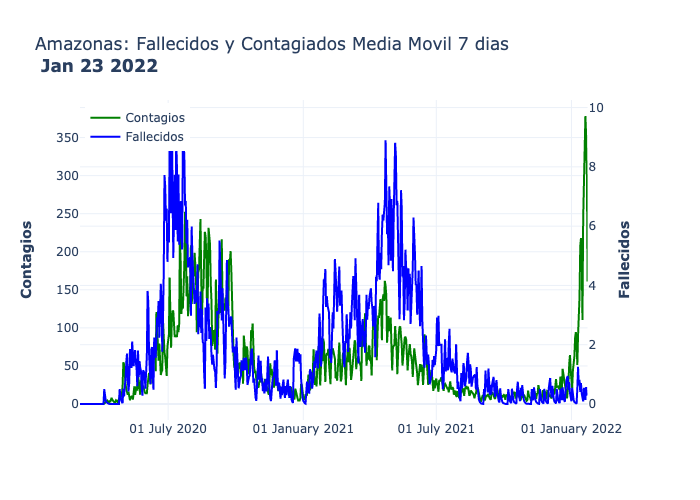 Amazonas: Fallecidos y Contagiados Media Movil 7 dias
Jan 23 2022
Contagios
Fallecidos
350
300
250
200
150
100
50
0
10
8
6
4
2
0
Contagios
Fallecidos
01 July 2020
01 January 2021
01 July 2021
01 January 2022